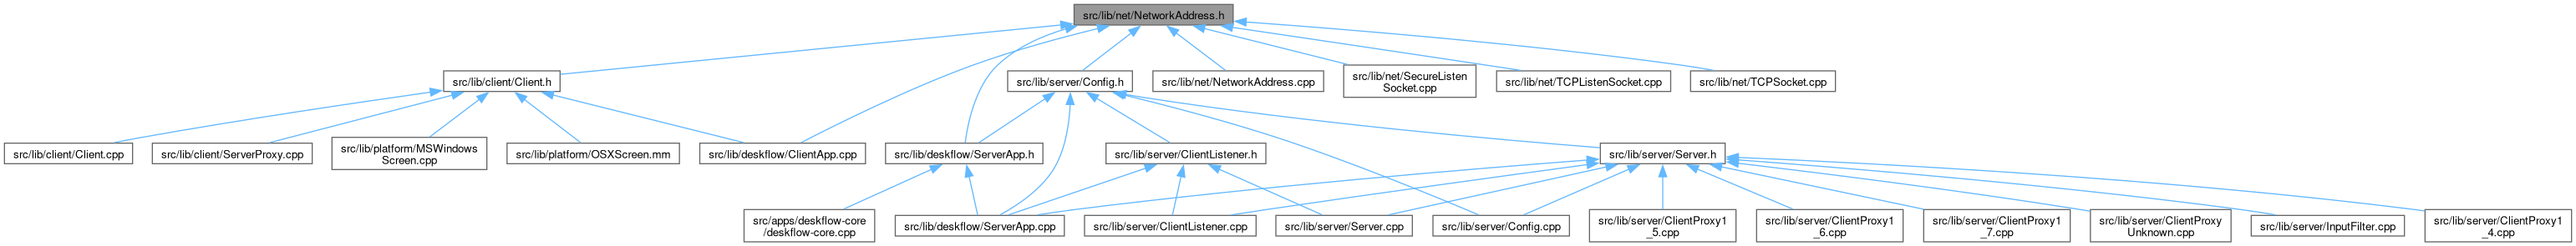 src/lib/net/NetworkAddress.h
src/lib/client/Client.h
src/lib/server/Config.h
src/lib/net/NetworkAddress.cpp
src/lib/net/SecureListen
Socket.cpp
src/lib/net/TCPListenSocket.cpp
src/lib/net/TCPSocket.cpp
src/lib/client/Client.cpp
src/lib/client/ServerProxy.cpp
src/lib/platform/MSWindows
Screen.cpp
src/lib/platform/OSXScreen.mm
src/lib/deskflow/ClientApp.cpp
src/lib/deskflow/ServerApp.h
src/lib/server/ClientListener.h
src/lib/server/Server.h
src/apps/deskflow-core
/deskflow-core.cpp
src/lib/deskflow/ServerApp.cpp
src/lib/server/ClientListener.cpp
src/lib/server/Server.cpp
src/lib/server/Config.cpp
src/lib/server/ClientProxy1
_5.cpp
src/lib/server/ClientProxy1
_6.cpp
src/lib/server/ClientProxy1
_7.cpp
src/lib/server/ClientProxy
Unknown.cpp
src/lib/server/InputFilter.cpp
src/lib/server/ClientProxy1
_4.cpp